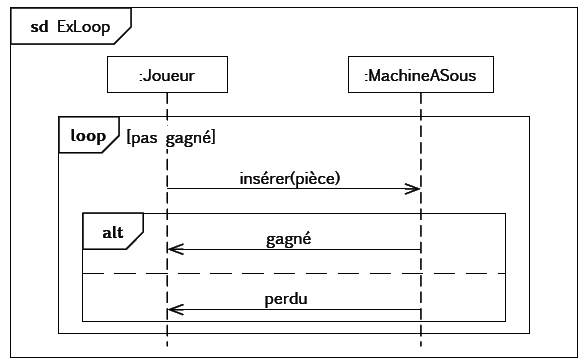 sd ExLoop
:Joueur
:MachineASous
loop [pas gagné]
insérer(pièce)
alt
gagné
perdu